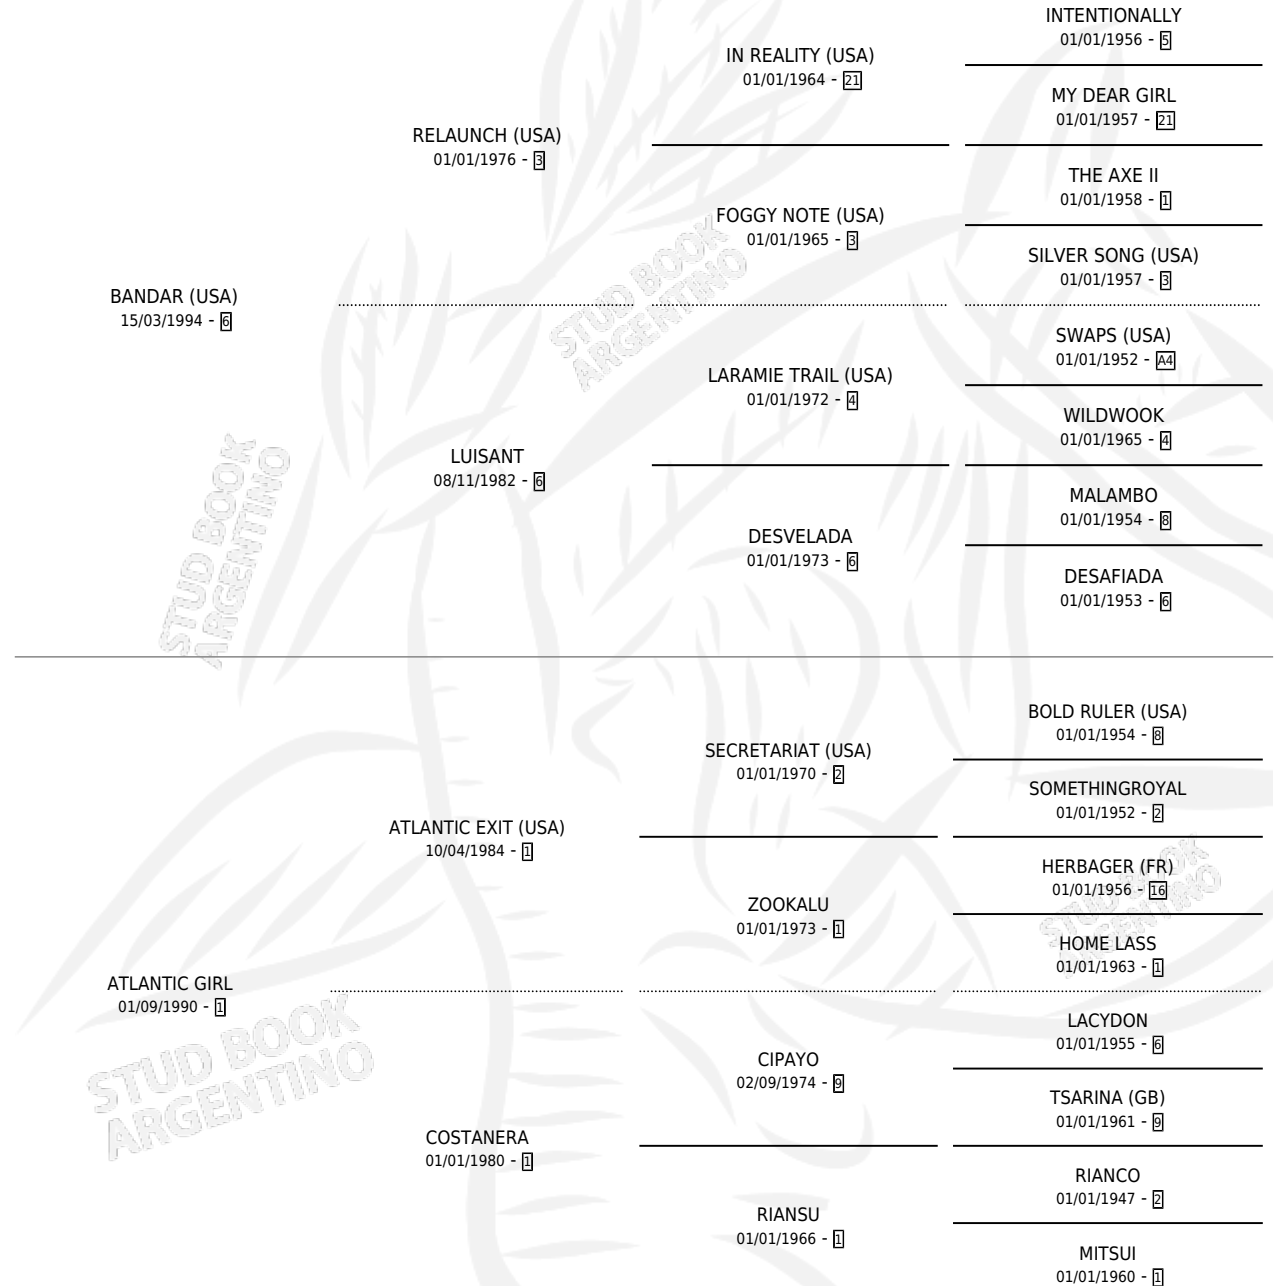 INTENTIONALLY
01/01/1956 - 5
IN REALITY (USA)
01/01/1964 - 21
MY DEAR GIRL
01/01/1957 - 21
RELAUNCH (USA)
01/01/1976 - 3
THE AXE II
01/01/1958 - 1
FOGGY NOTE (USA)
01/01/1965 - 3
SILVER SONG (USA)
01/01/1957 - 3
BANDAR (USA)
15/03/1994 - 6
STUD BOOK
ARGENTINO
SWAPS (USA)
01/01/1952 - A4
LARAMIE TRAIL (USA)
01/01/1972 - 4
WILDWOOK
01/01/1965 - 4
LUISANT
08/11/1982 - 6
MALAMBO
01/01/1954 - 8
DESVELADA
01/01/1973 - 6
DESAFIADA
01/01/1953 - 6
STUD BOOK
ARGENTINO
BOLD RULER (USA)
01/01/1954 - 8
SECRETARIAT (USA)
01/01/1970 - 2
SOMETHINGROYAL
01/01/1952 - 2
ATLANTIC EXIT (USA)
10/04/1984 - 1
HERBAGER (FR)
01/01/1956 - 16
ZOOKALU
01/01/1973 - 1
STUD BOOK
ARGENTINO
HOME LASS
01/01/1963 - 1
ATLANTIC GIRL
01/09/1990 - 1
LACYDON
01/01/1955 - 6
CIPAYO
02/09/1974 - 9
TSARINA (GB)
01/01/1961 - 9
STUD BOOK
ARGENTINO
COSTANERA
01/01/1980 - 1
RIANCO
01/01/1947 - 2
RIANSU
01/01/1966 - 1
MITSUI
01/01/1960 - 1